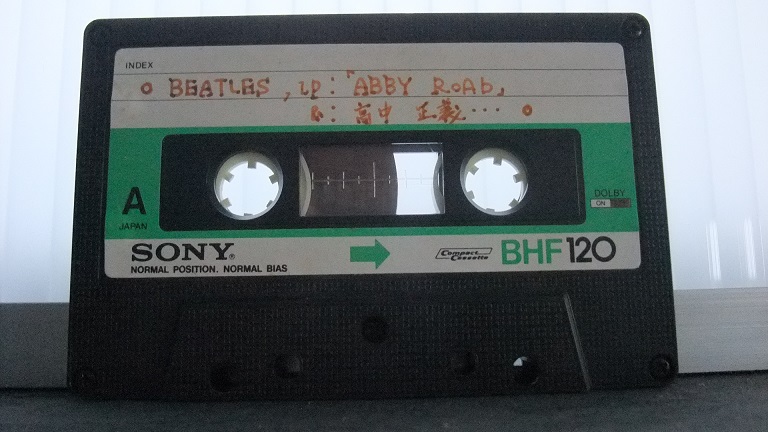 INDEX
○ BEATLES, LP:「ABBY ROAD」
B: 高中 正義… ○
A
JAPAN
DOLBY
ON
SONY®
NORMAL POSITION. NORMAL BIAS
Compact Cassette
BHF 120